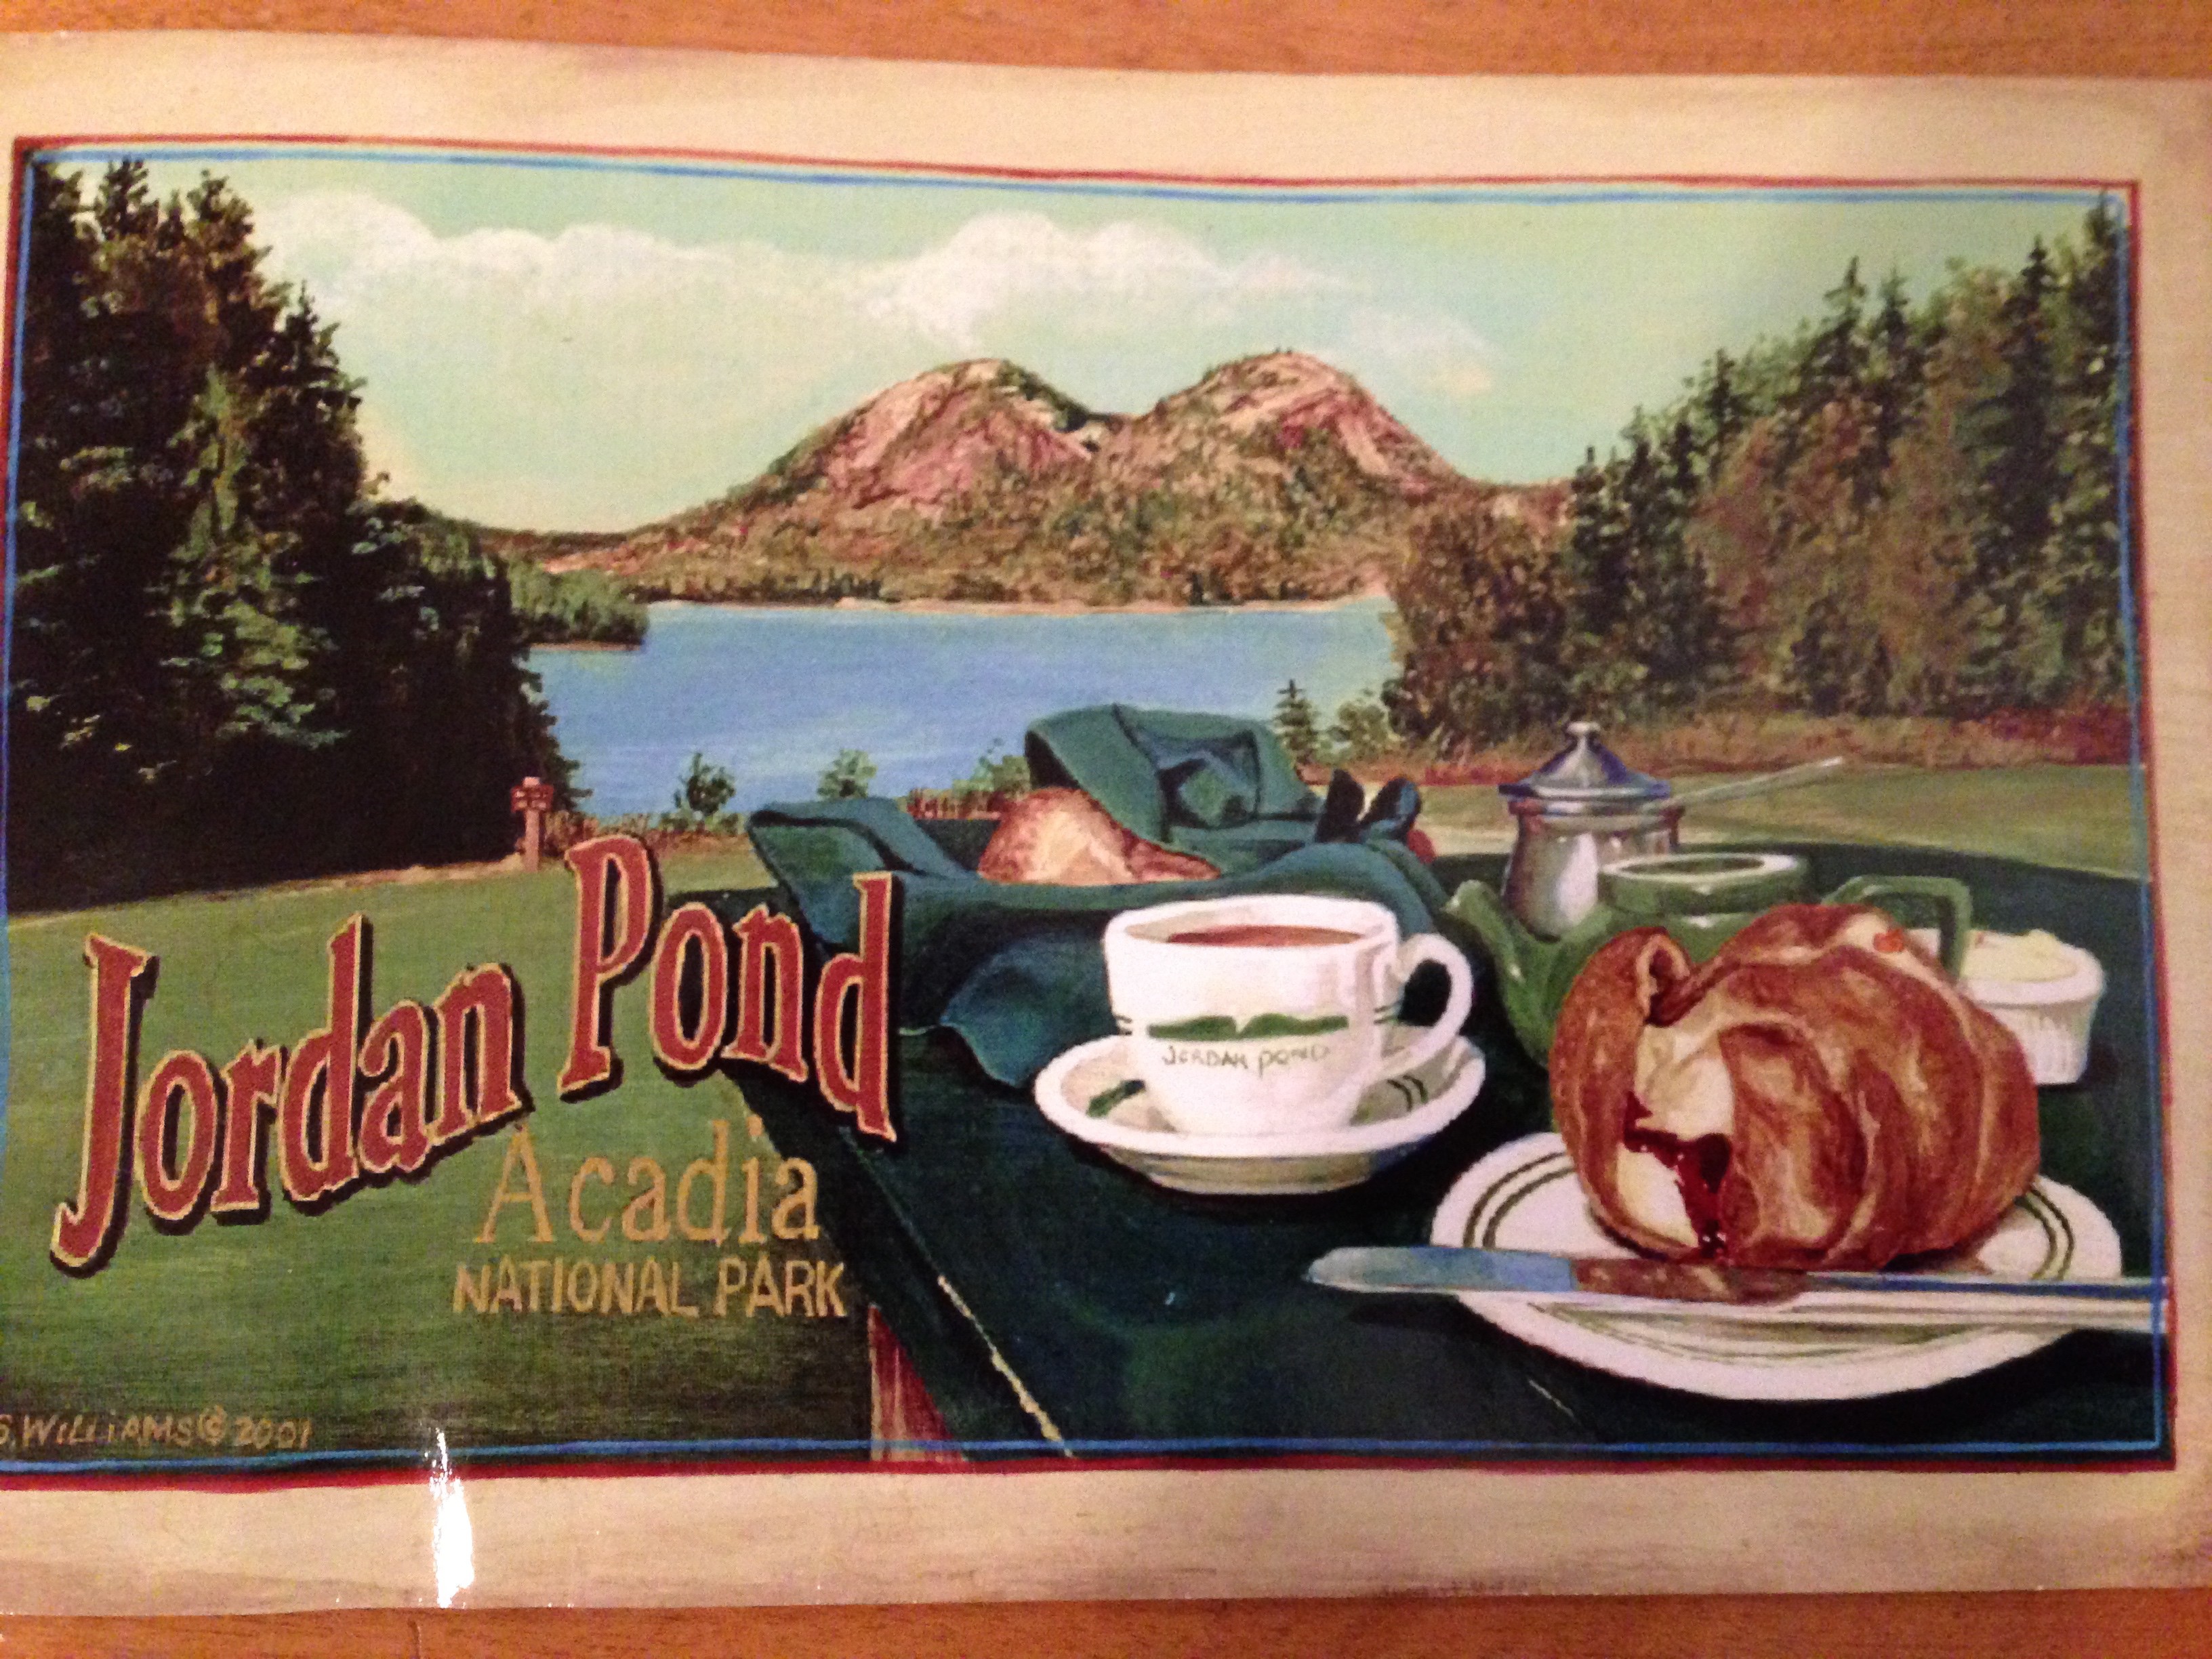 Jordan Pond
Acadia
NATIONAL PARK
JORDAN POND
S. WILLIAMS © 2001